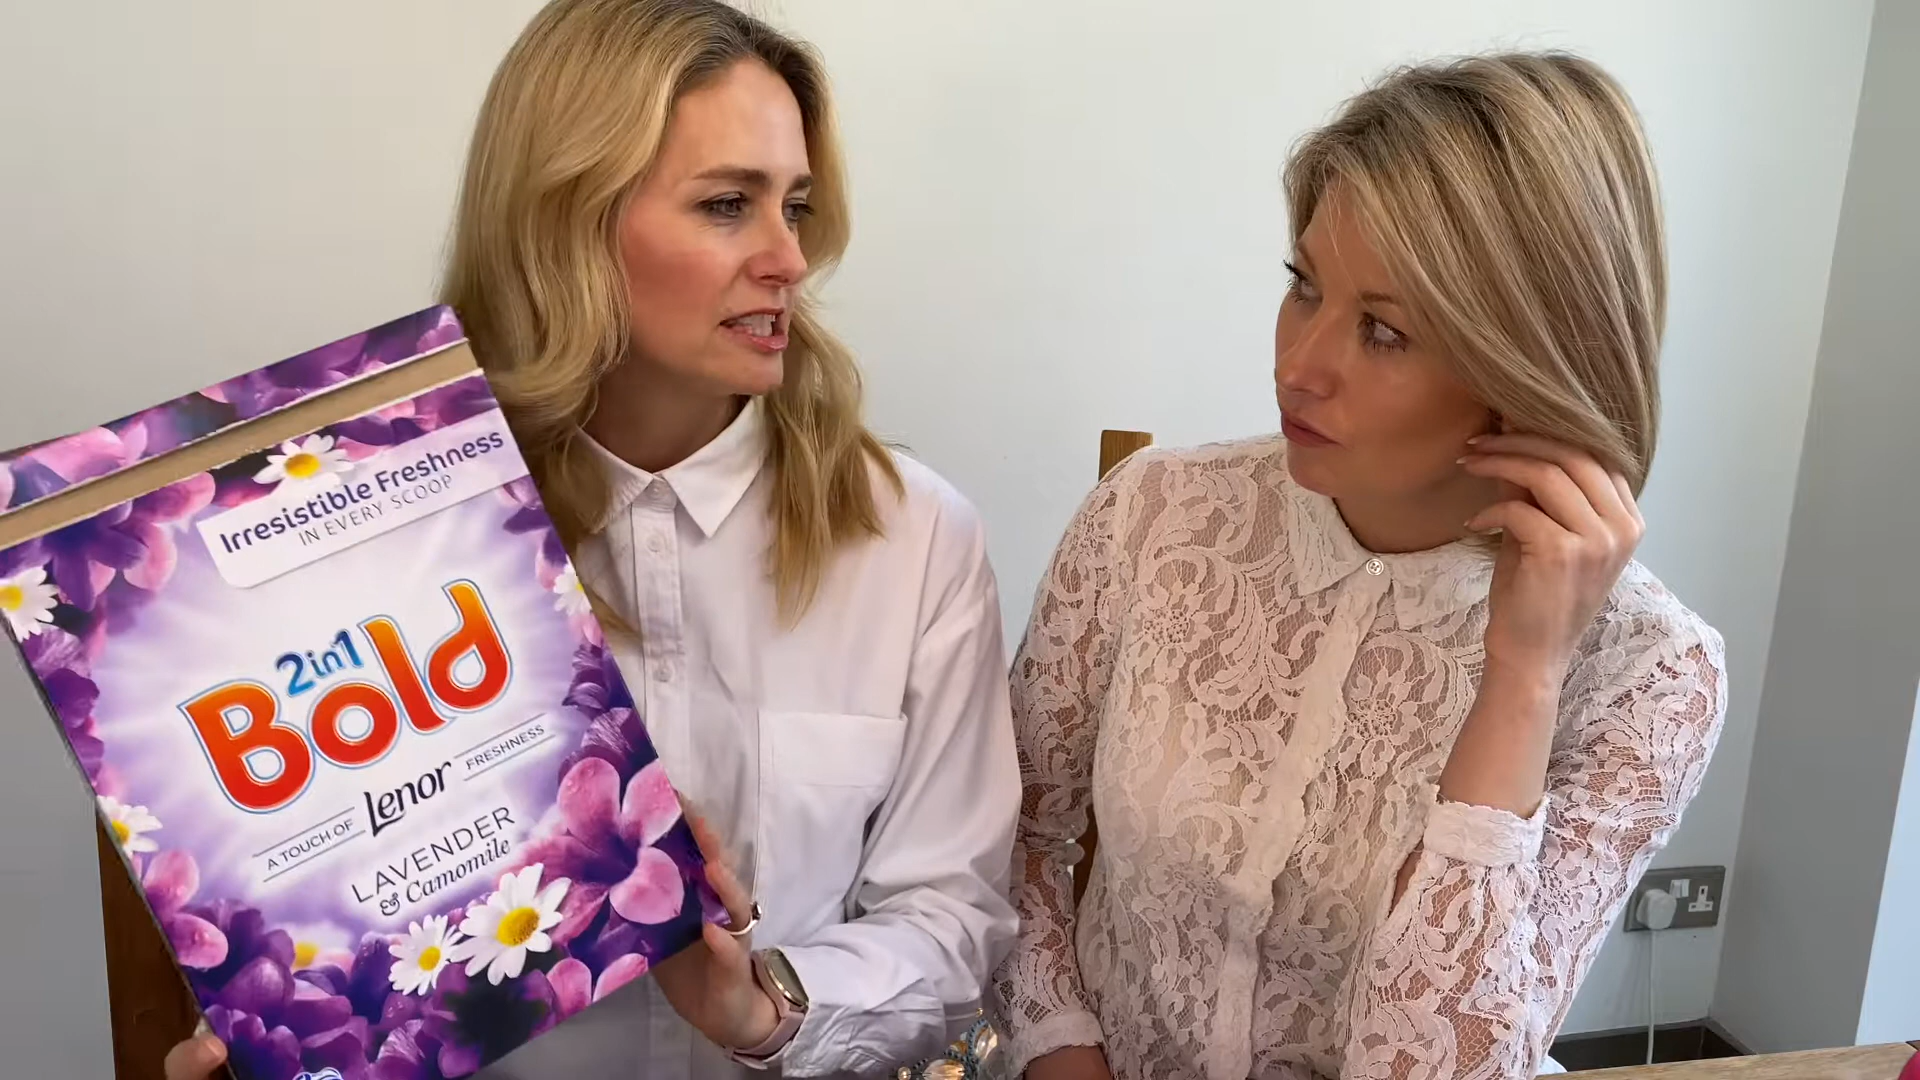 Irresistible Freshness
IN EVERY SCOOP
2in1
Bold
A TOUCH OF Lenor FRESHNESS
LAVENDER
& Camomile